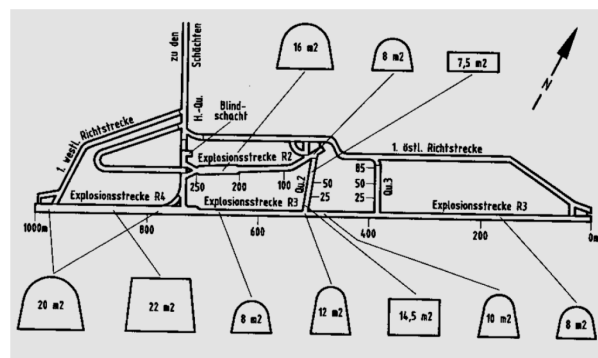 zu den
Schächten
16 m2
8 m2
7,5 m2
N
H.-Qu.
Blind-
schacht
1. westl. Richtstrecke
1. östl. Richtstrecke
Explosionsstrecke R2
250
200
100
Qu.2
50
25
85
50
25
Qu.3
Explosionsstrecke R4
Explosionsstrecke R3
Explosionsstrecke R3
1000m
800
600
400
200
0m
20 m2
22 m2
8 m2
12 m2
14,5 m2
10 m2
8 m2